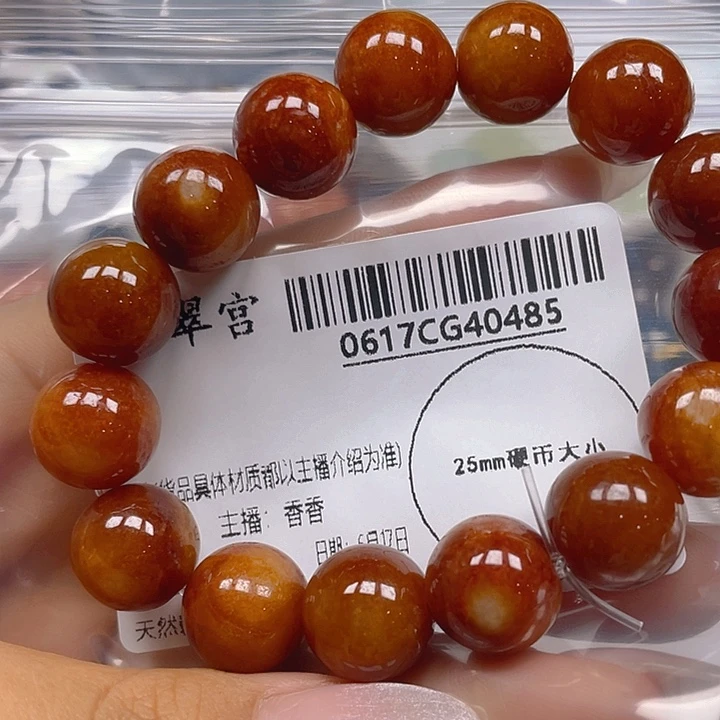 翠宫
0617CG40485
25mm硬币大小
货品具体材质都以主播介绍为准)
主播：香香
日期：6月17日
天然